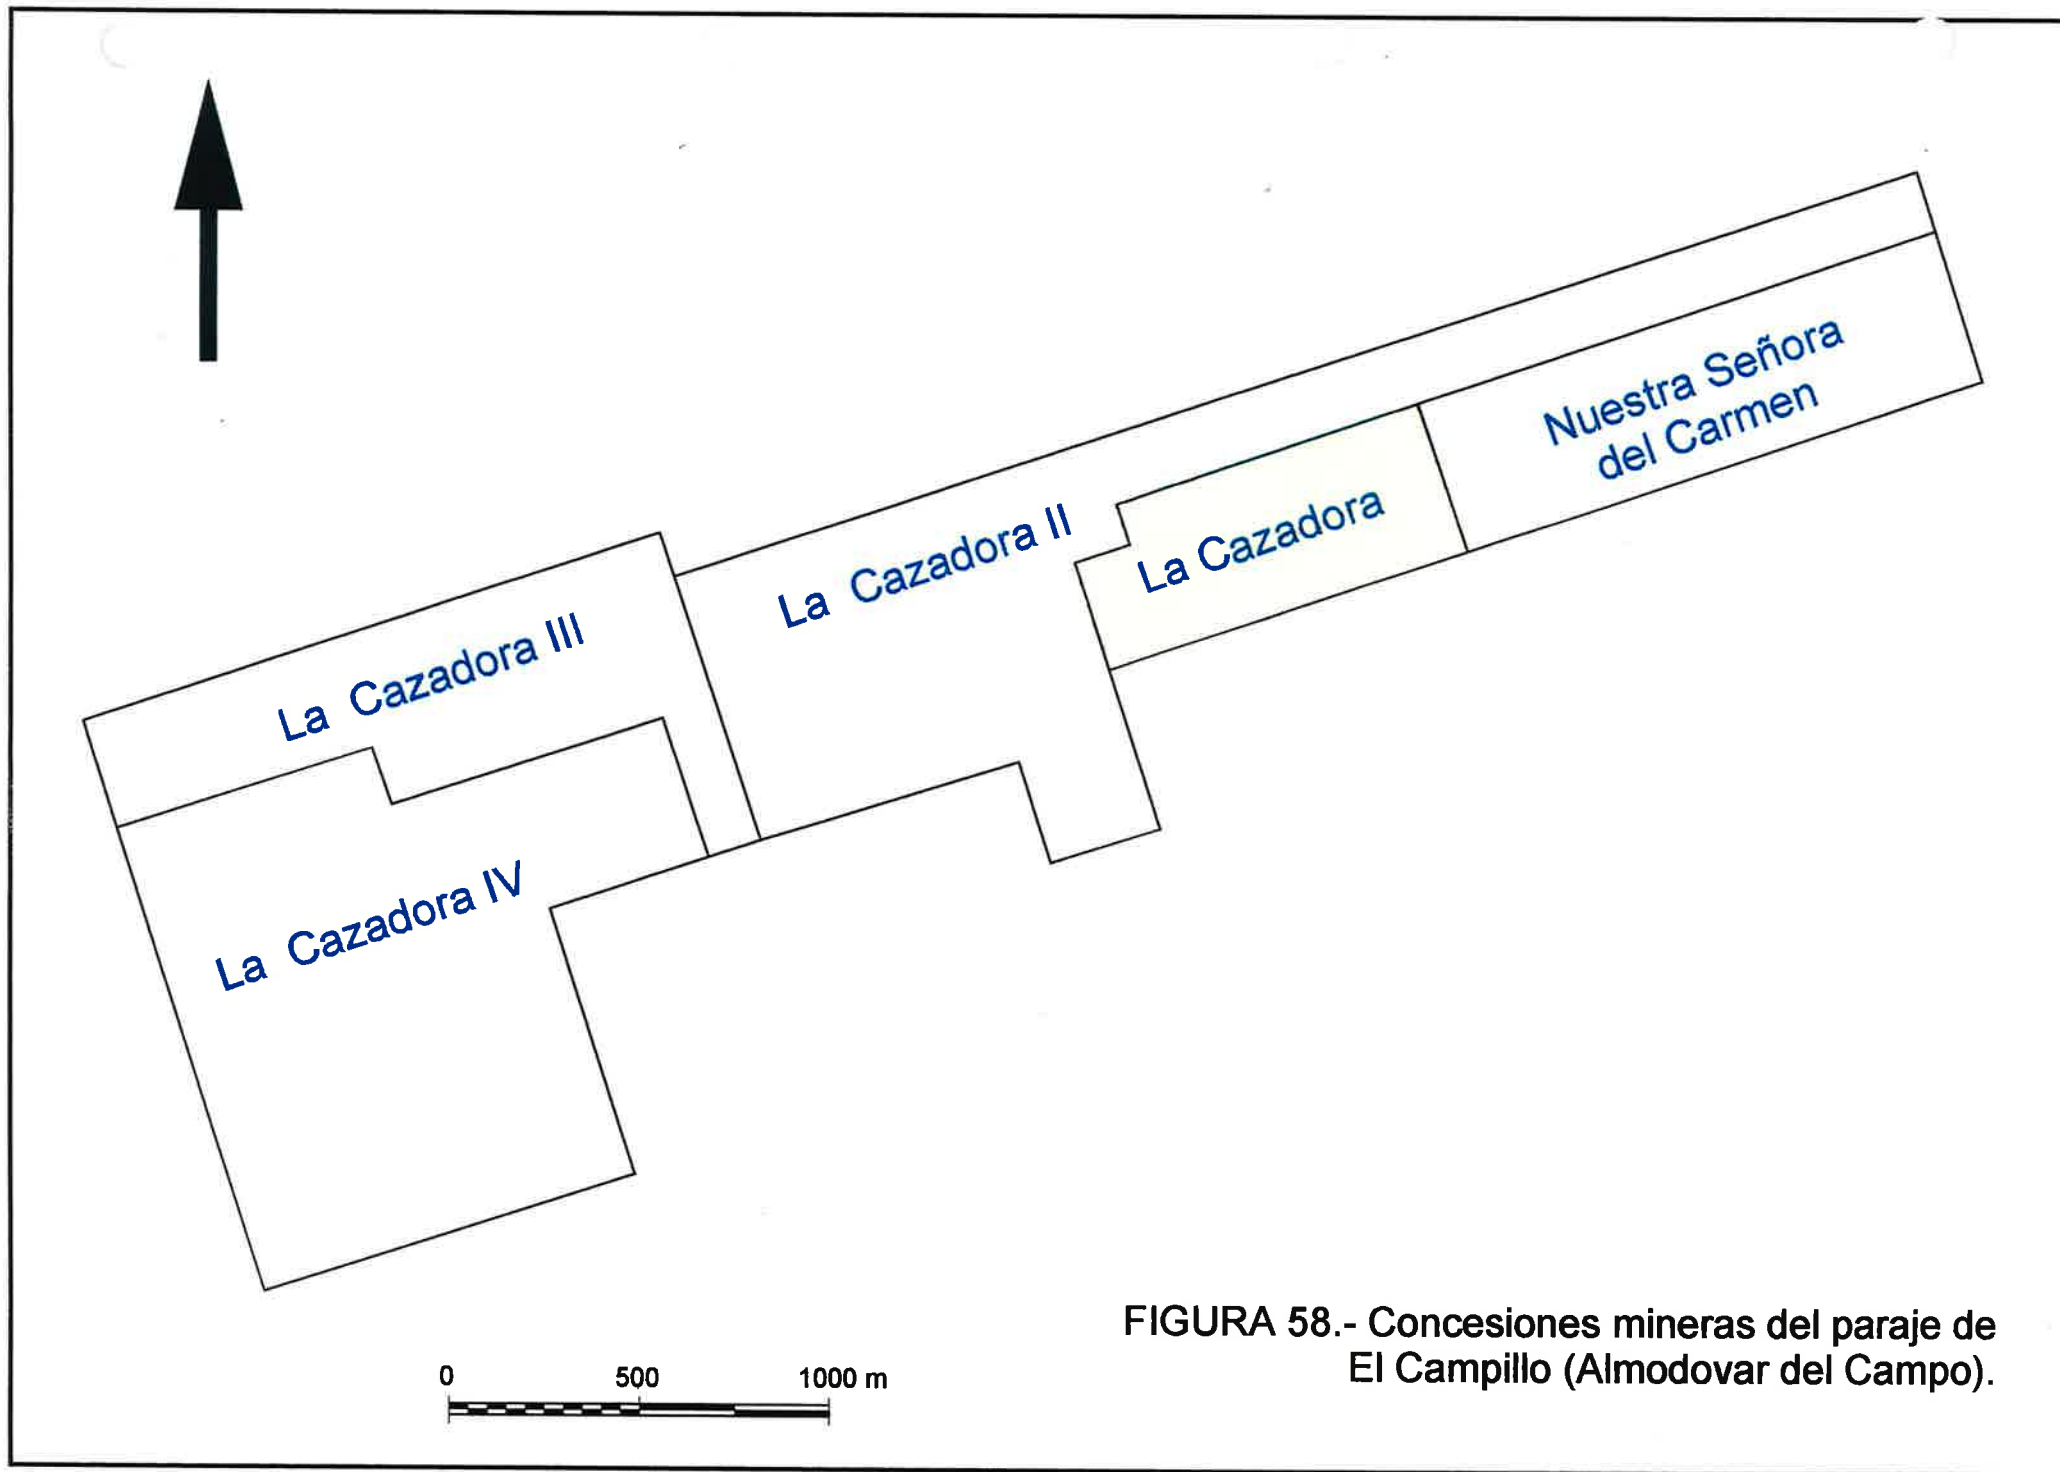 Nuestra Señora
del Carmen
La Cazadora
La Cazadora II
La Cazadora III
La Cazadora IV
FIGURA 58.- Concesiones mineras del paraje de
El Campillo (Almodovar del Campo).
0 500 1000 m